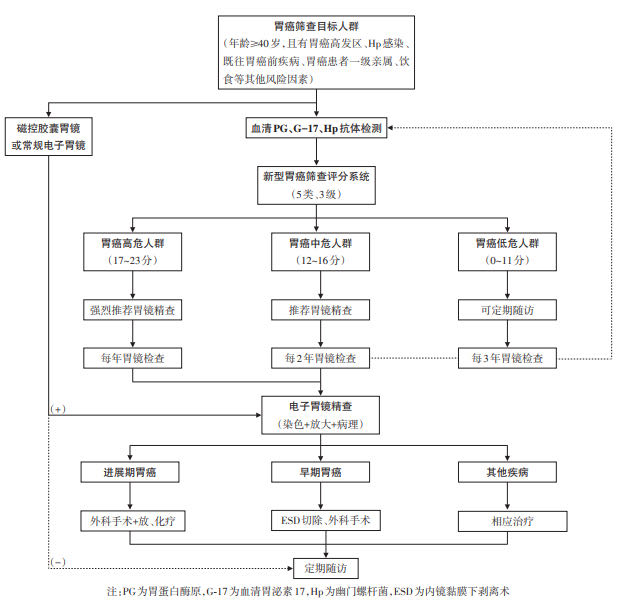 胃癌筛查目标人群
（年龄≥40岁，且有胃癌高发区、Hp感染、
既往胃癌前疾病、胃癌患者一级亲属、饮
食等其他风险因素）
磁控胶囊胃镜
或常规电子胃镜
血清PG、G-17、Hp抗体检测
新型胃癌筛查评分系统
（5类、3级）
胃癌高危人群
（17~23分）
胃癌中危人群
（12~16分）
胃癌低危人群
（0~11分）
强烈推荐胃镜精查
推荐胃镜精查
可定期随访
每年胃镜检查
每2年胃镜检查
每3年胃镜检查
（+）
电子胃镜精查
（染色+放大+病理）
进展期胃癌
早期胃癌
其他疾病
外科手术+放、化疗
ESD切除、外科手术
相应治疗
（-）
定期随访
注：PG为胃蛋白酶原，G-17为血清胃泌素17，Hp为幽门螺杆菌，ESD为内镜黏膜下剥离术